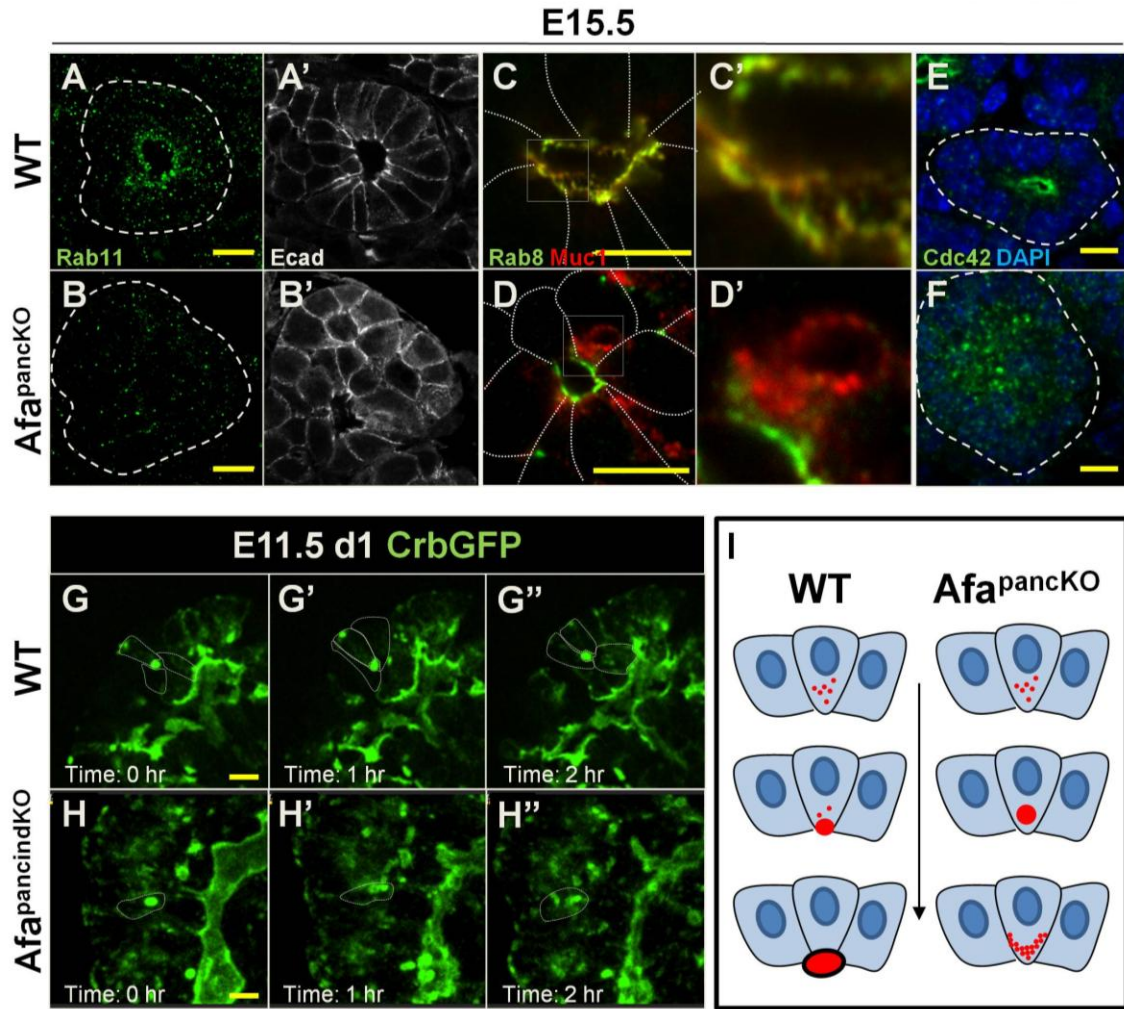 E15.5
WT
A
Rab11
A'
Ecad
C
Rab8 Muc1
C'
E
Cdc42 DAPI
AfapancKO
B
B'
D
D'
F
E11.5 d1 CrbGFP
WT
G
Time: 0 hr
G'
Time: 1 hr
G''
Time: 2 hr
AfapancindKO
H
Time: 0 hr
H'
Time: 1 hr
H''
Time: 2 hr
I
WT AfapancKO